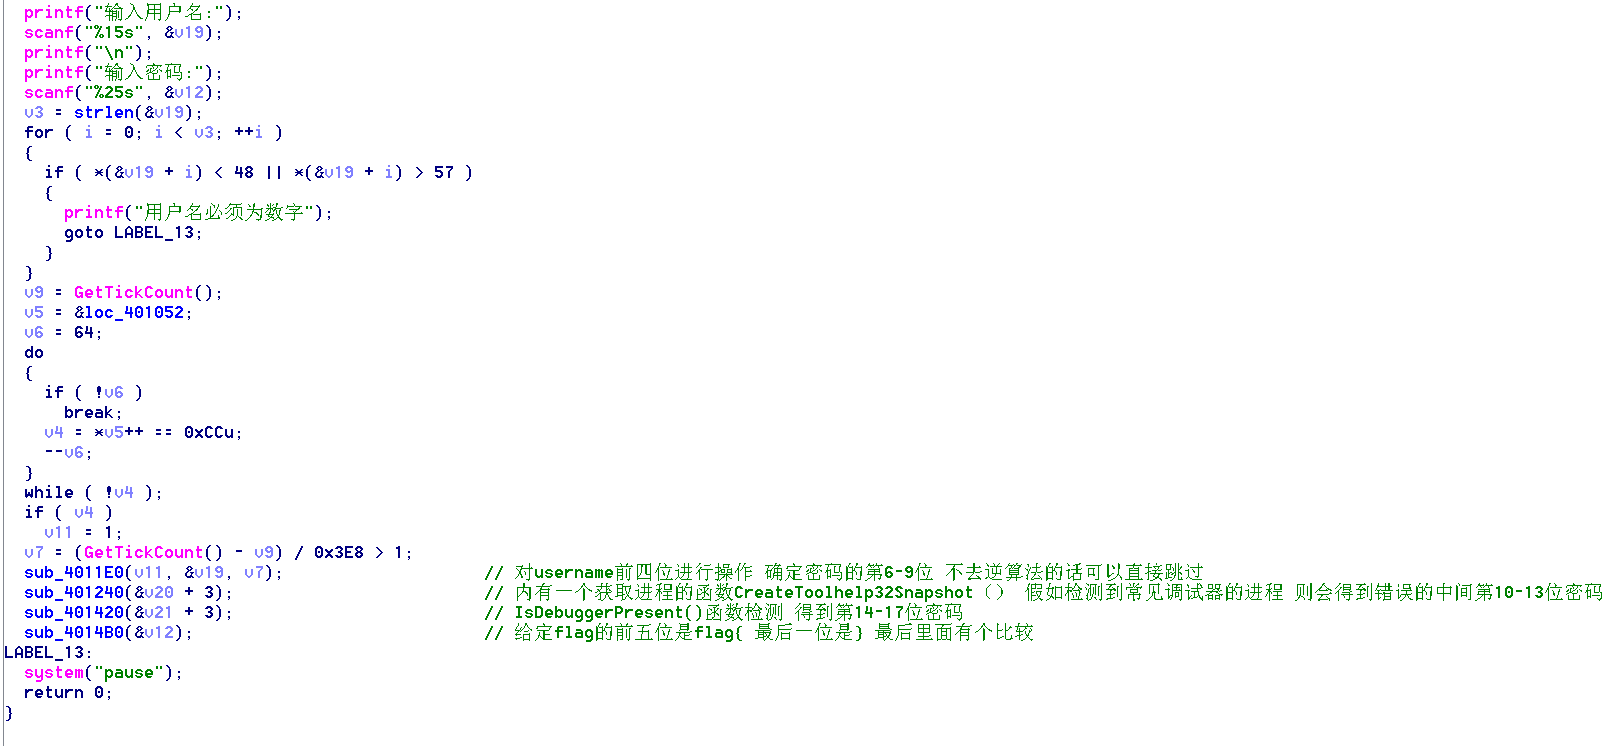 printf("输入用户名:");
scanf("%15s", &v19);
printf("\n");
printf("输入密码:");
scanf("%25s", &v12);
v3 = strlen(&v19);
for ( i = 0; i < v3; ++i )
{
if ( *(&v19 + i) < 48 || *(&v19 + i) > 57 )
{
printf("用户名必须为数字");
goto LABEL_13;
}
}
v9 = GetTickCount();
v5 = &loc_401052;
v6 = 64;
do
{
if ( !v6 )
break;
v4 = *v5++ == 0xCCu;
--v6;
}
while ( !v4 );
if ( v4 )
v11 = 1;
v7 = (GetTickCount() - v9) / 0x3E8 > 1;
sub_4011E0(v11, &v19, v7); // 对username前四位进行操作 确定密码的第6-9位 不去逆算法的话可以直接跳过
sub_401240(&v20 + 3); // 内有一个获取进程的函数CreateToolhelp32Snapshot（） 假如检测到常见调试器的进程 则会得到错误的中间第10-13位密码
sub_401420(&v21 + 3); // IsDebuggerPresent()函数检测 得到第14-17位密码
sub_4014B0(&v12); // 给定flag的前五位是flag{ 最后一位是} 最后里面有个比较
LABEL_13:
system("pause");
return 0;
}